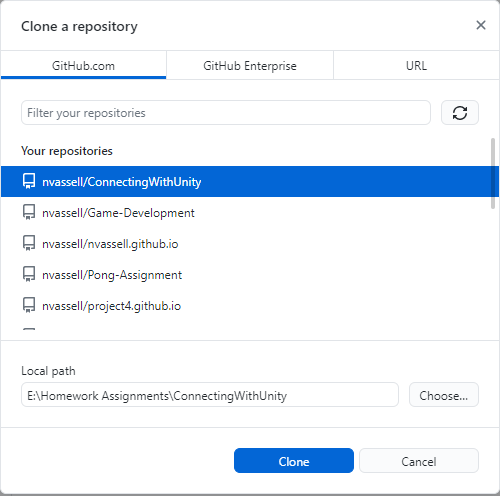 Clone a repository
GitHub.com GitHub Enterprise URL
Filter your repositories
Your repositories
nvassell/ConnectingWithUnity
nvassell/Game-Development
nvassell/nvassell.github.io
nvassell/Pong-Assignment
nvassell/project4.github.io
Local path
E:\Homework Assignments\ConnectingWithUnity Choose...
Clone Cancel